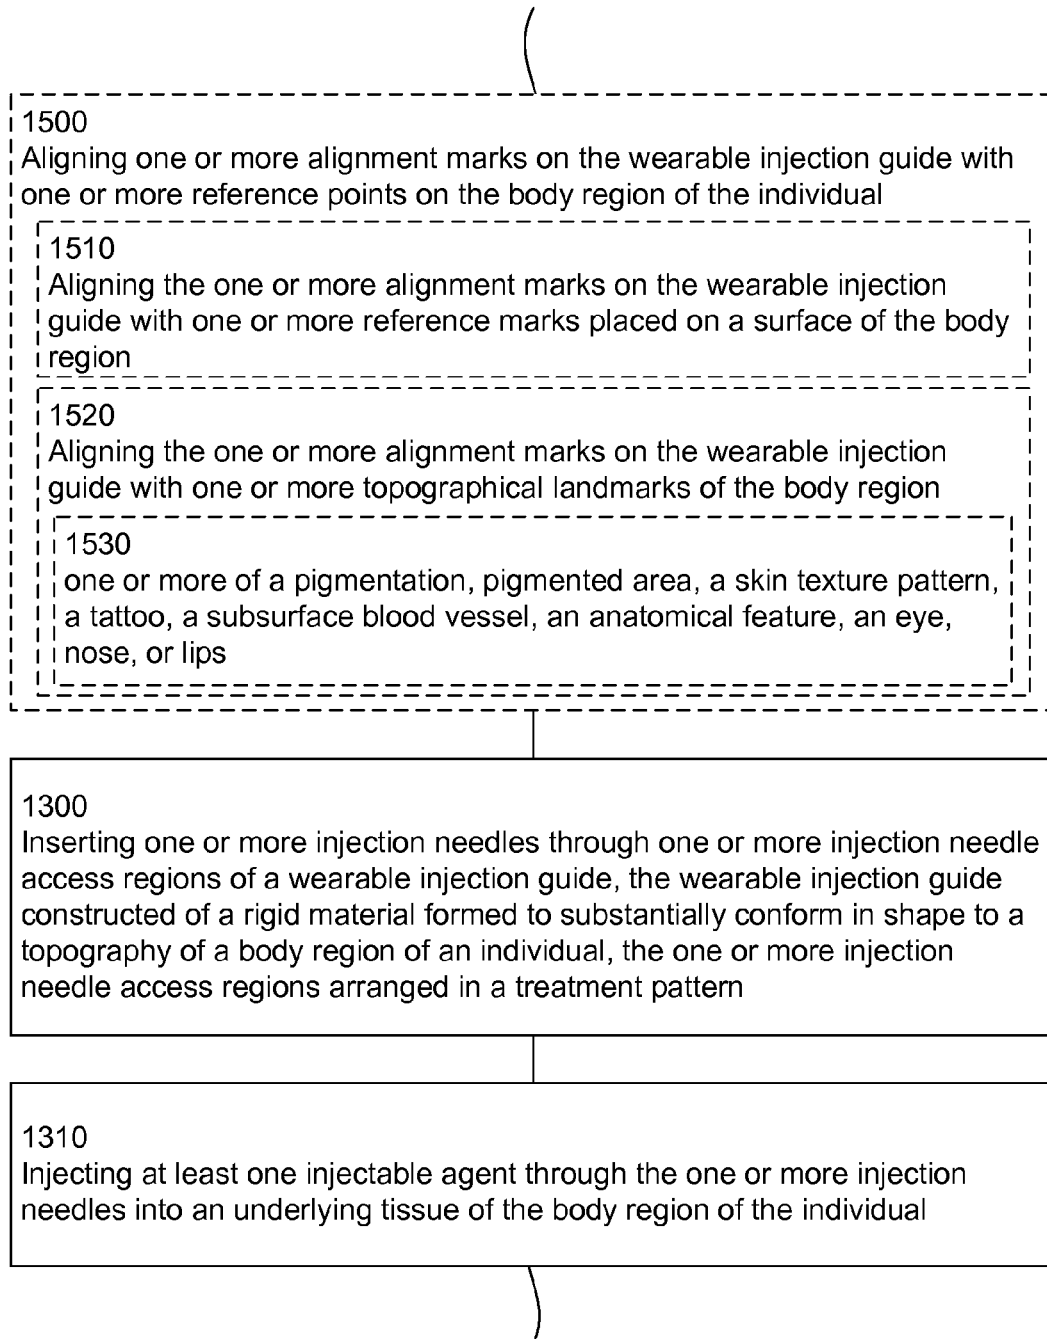 1500
Aligning one or more alignment marks on the wearable injection guide with
one or more reference points on the body region of the individual
1510
Aligning the one or more alignment marks on the wearable injection
guide with one or more reference marks placed on a surface of the body
region
1520
Aligning the one or more alignment marks on the wearable injection
guide with one or more topographical landmarks of the body region
1530
one or more of a pigmentation, pigmented area, a skin texture pattern,
a tattoo, a subsurface blood vessel, an anatomical feature, an eye,
nose, or lips
1300
Inserting one or more injection needles through one or more injection needle
access regions of a wearable injection guide, the wearable injection guide
constructed of a rigid material formed to substantially conform in shape to a
topography of a body region of an individual, the one or more injection
needle access regions arranged in a treatment pattern
1310
Injecting at least one injectable agent through the one or more injection
needles into an underlying tissue of the body region of the individual